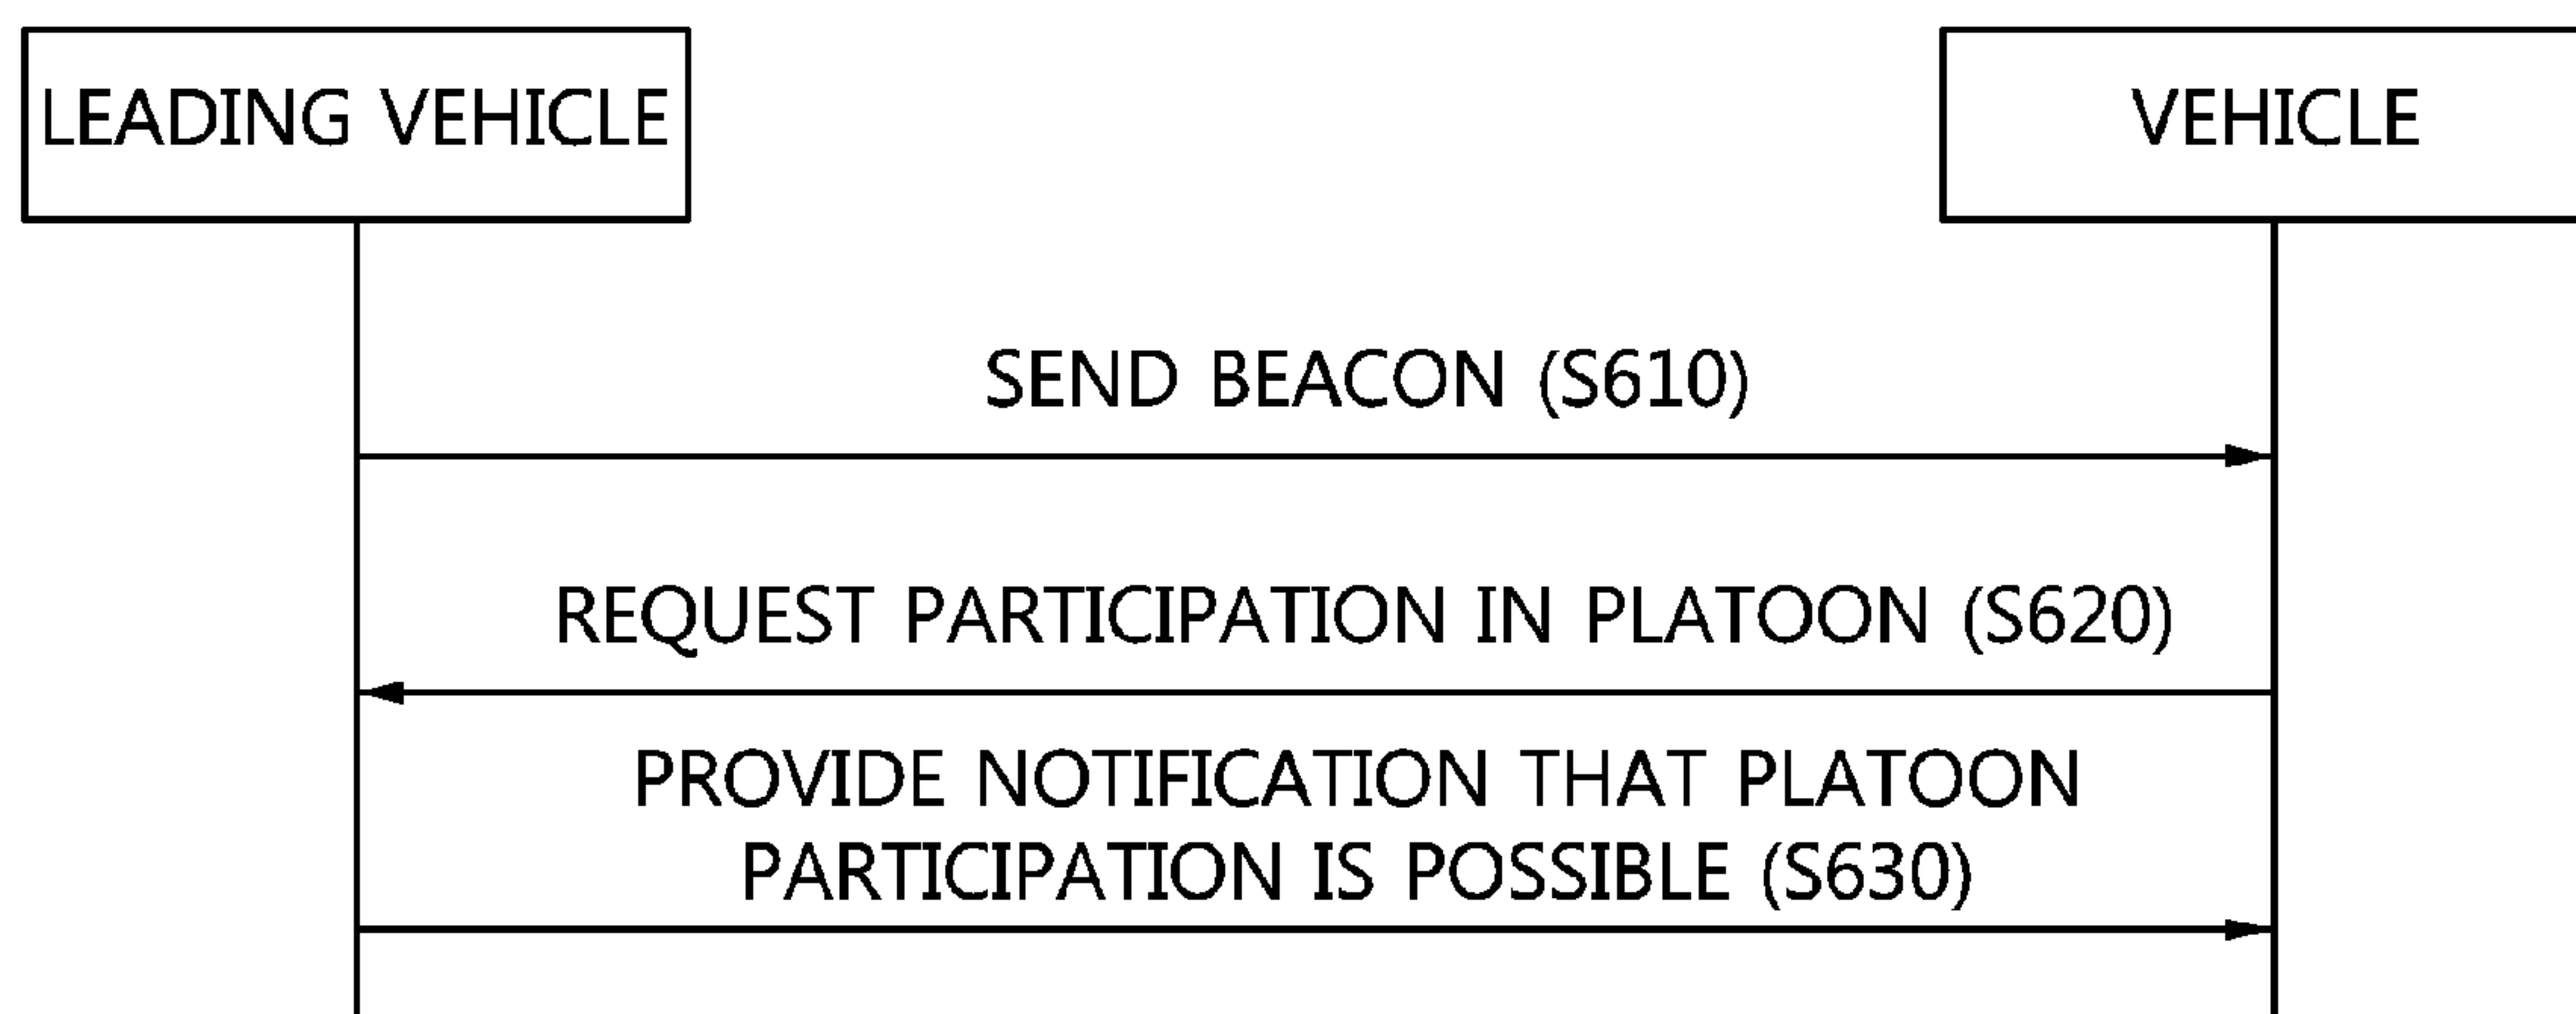 LEADING VEHICLE
VEHICLE
SEND BEACON (S610)
REQUEST PARTICIPATION IN PLATOON (S620)
PROVIDE NOTIFICATION THAT PLATOON
PARTICIPATION IS POSSIBLE (S630)